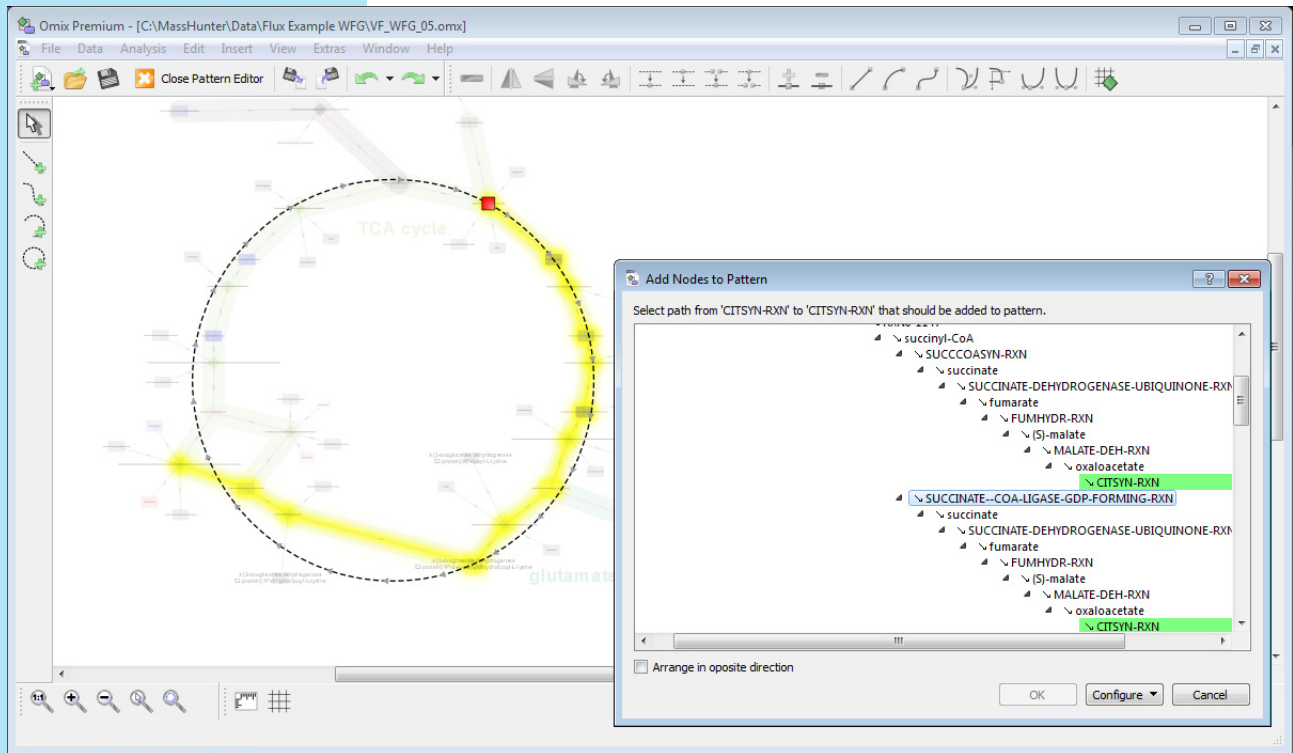 Omix Premium - [C:\MassHunter\Data\Flux Example WFG\VF_WFG_05.omx]
File Data Analysis Edit Insert View Extras Window Help
Close Pattern Editor
TCA cycle
glutamate
Add Nodes to Pattern
Select path from 'CITSYN-RXN' to 'CITSYN-RXN' that should be added to pattern.
succinyl-CoA
SUCCCOASYN-RXN
succinate
SUCCINATE-DEHYDROGENASE-UBIQUINONE-RXN
fumarate
FUMHYDR-RXN
(S)-malate
MALATE-DEH-RXN
oxaloacetate
CITSYN-RXN
SUCCINATE--COA-LIGASE-GDP-FORMING-RXN
succinate
SUCCINATE-DEHYDROGENASE-UBIQUINONE-RXN
fumarate
FUMHYDR-RXN
(S)-malate
MALATE-DEH-RXN
oxaloacetate
CITSYN-RXN
Arrange in oposite direction
OK Configure Cancel
1:1